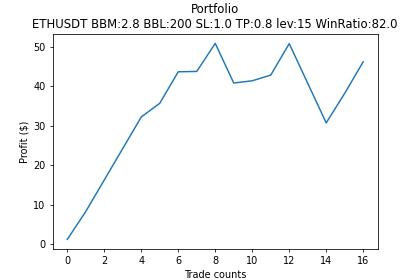 Portfolio
ETHUSDT BBM:2.8 BBL:200 SL:1.0 TP:0.8 lev:15 WinRatio:82.0
50
40
30
20
10
0
Profit ($)
0 2 4 6 8 10 12 14 16
Trade counts